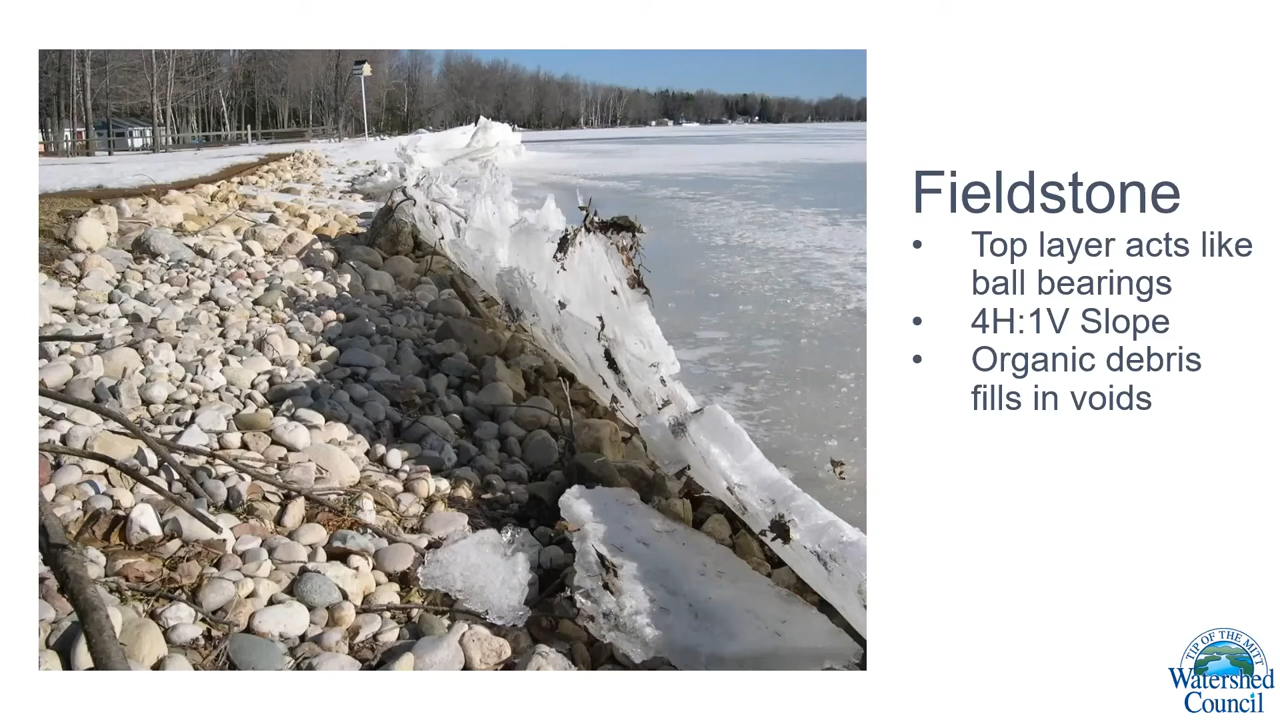 Fieldstone
• Top layer acts like
ball bearings
• 4H:1V Slope
• Organic debris
fills in voids
TIP OF THE MITT
Watershed
Council